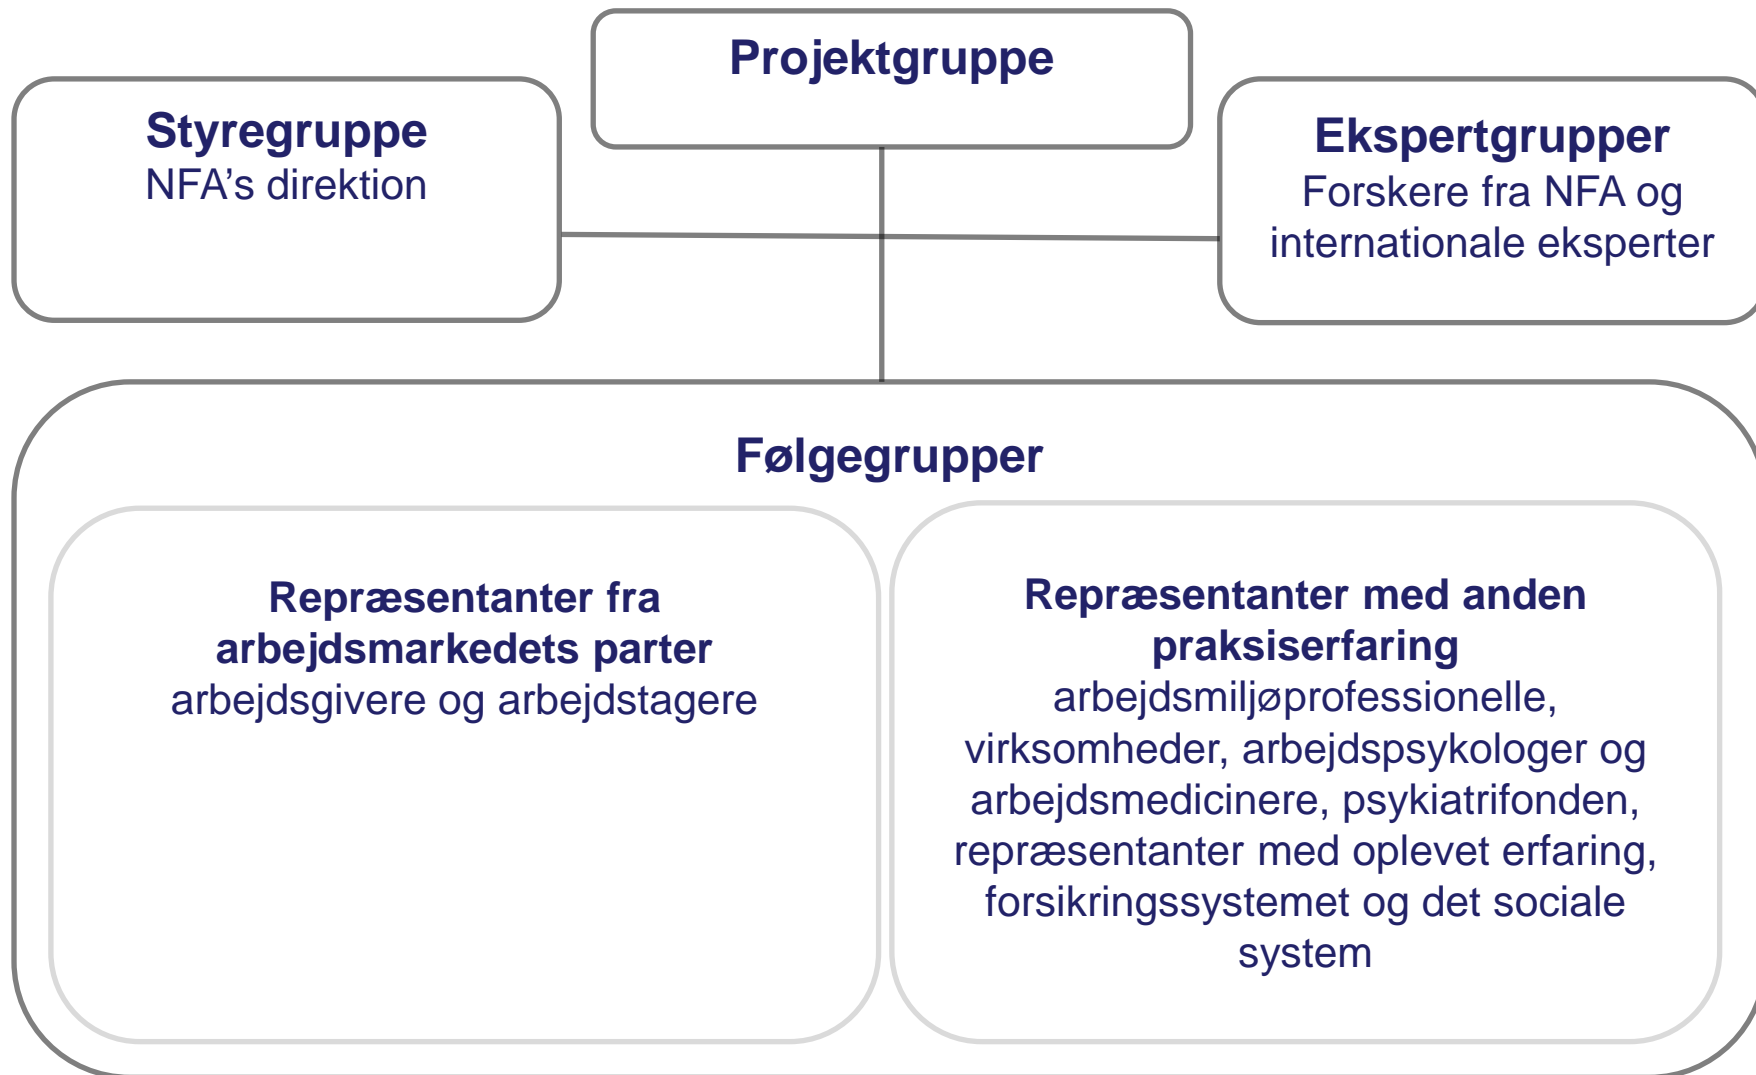 Projektgruppe
Styregruppe
NFA’s direktion
Ekspertgrupper
Forskere fra NFA og
internationale eksperter
Følgegrupper
Repræsentanter fra
arbejdsmarkedets parter
arbejdsgivere og arbejdstagere
Repræsentanter med anden
praksiserfaring
arbejdsmiljøprofessionelle,
virksomheder, arbejdspsykologer og
arbejdsmedicinere, psykiatrifonden,
repræsentanter med oplevet erfaring,
forsikringssystemet og det sociale
system